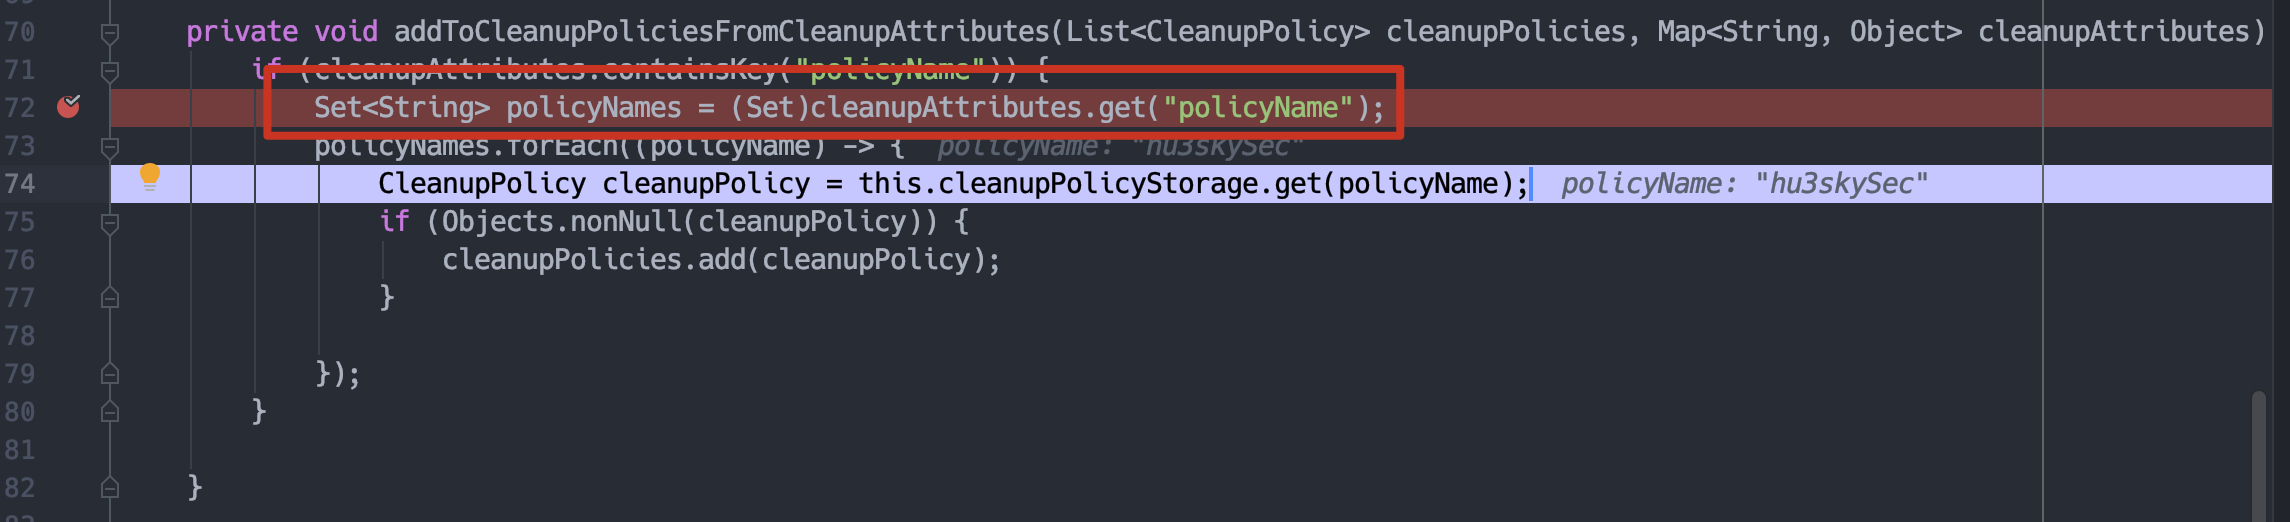 70 private void addToCleanupPoliciesFromCleanupAttributes(List<CleanupPolicy> cleanupPolicies, Map<String, Object> cleanupAttributes)
71 if (cleanupAttributes.containsKey("policyName")) {
72 Set<String> policyNames = (Set)cleanupAttributes.get("policyName");
73 policyNames.forEach((policyName) -> { policyName: "hu3skySec"
74 CleanupPolicy cleanupPolicy = this.cleanupPolicyStorage.get(policyName); policyName: "hu3skySec"
75 if (Objects.nonNull(cleanupPolicy)) {
76 cleanupPolicies.add(cleanupPolicy);
77 }
78
79 });
80 }
81
82 }